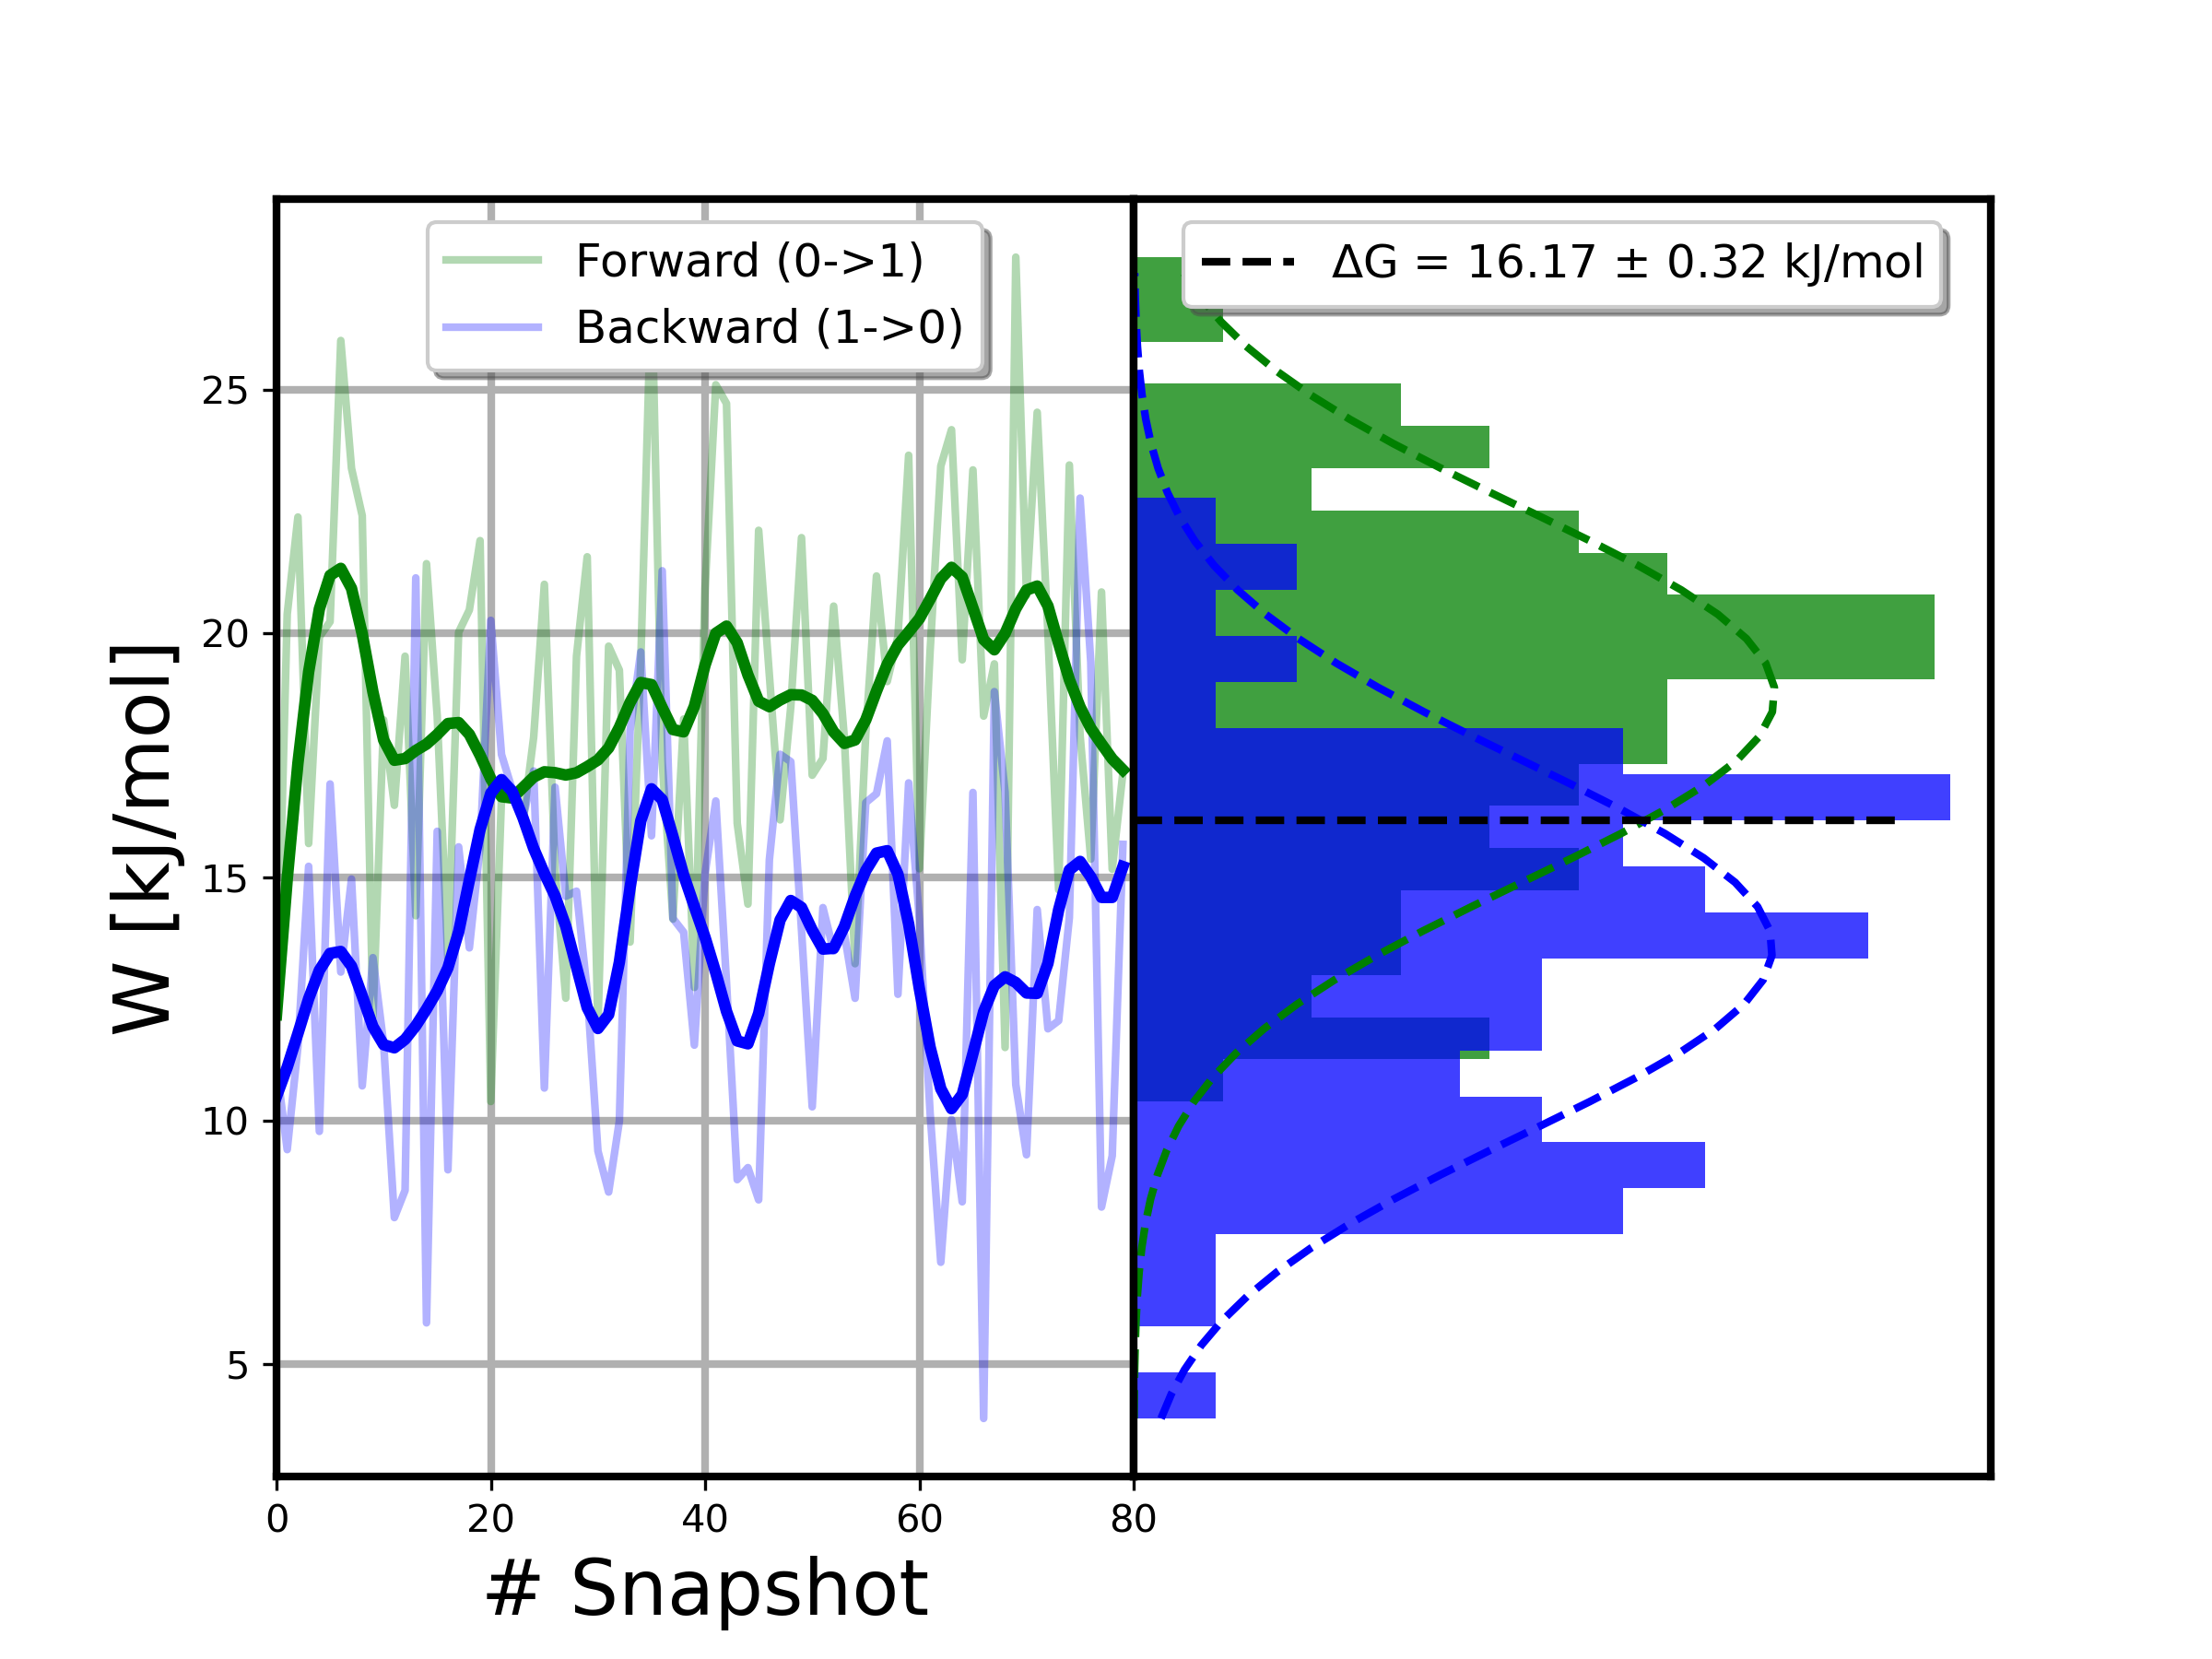 Forward (0->1)
Backward (1->0)
ΔG = 16.17 ± 0.32 kJ/mol
W [kJ/mol]
25
20
15
10
5
0 20 40 60 80
# Snapshot